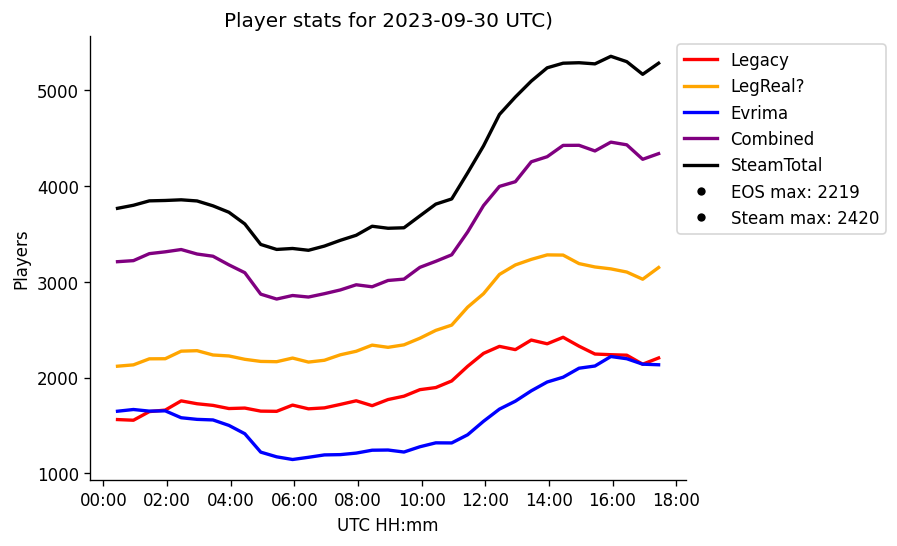 Player stats for 2023-09-30 UTC)
Legacy
LegReal?
Evrima
Combined
SteamTotal
EOS max: 2219
Steam max: 2420
5000
4000
3000
2000
1000
Players
00:00 02:00 04:00 06:00 08:00 10:00 12:00 14:00 16:00 18:00
UTC HH:mm